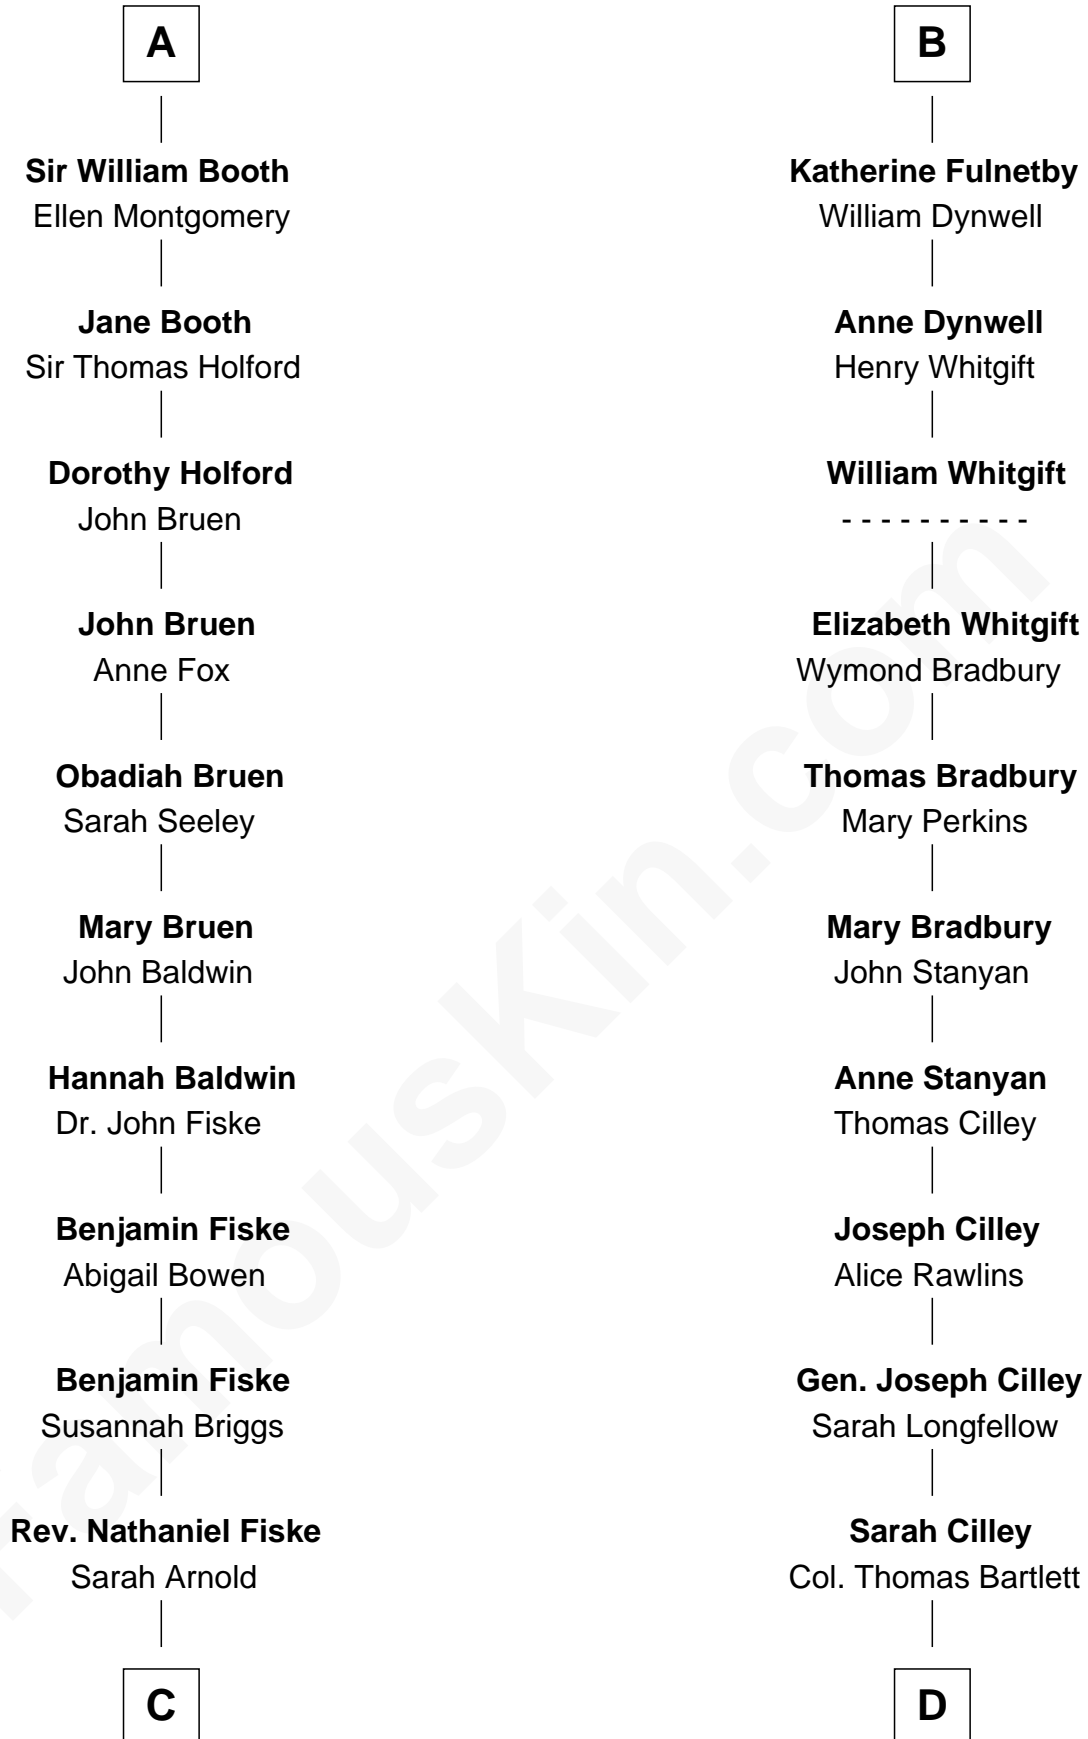 A
Sir William Booth
Ellen Montgomery
Jane Booth
Sir Thomas Holford
Dorothy Holford
John Bruen
John Bruen
Anne Fox
Obadiah Bruen
Sarah Seeley
Mary Bruen
John Baldwin
Hannah Baldwin
Dr. John Fiske
Benjamin Fiske
Abigail Bowen
Benjamin Fiske
Susannah Briggs
Rev. Nathaniel Fiske
Sarah Arnold
C
B
Katherine Fulnetby
William Dynwell
Anne Dynwell
Henry Whitgift
William Whitgift
- - - - - - - - - -
Elizabeth Whitgift
Wymond Bradbury
Thomas Bradbury
Mary Perkins
Mary Bradbury
John Stanyan
Anne Stanyan
Thomas Cilley
Joseph Cilley
Alice Rawlins
Gen. Joseph Cilley
Sarah Longfellow
Sarah Cilley
Col. Thomas Bartlett
D
FamousKin.com